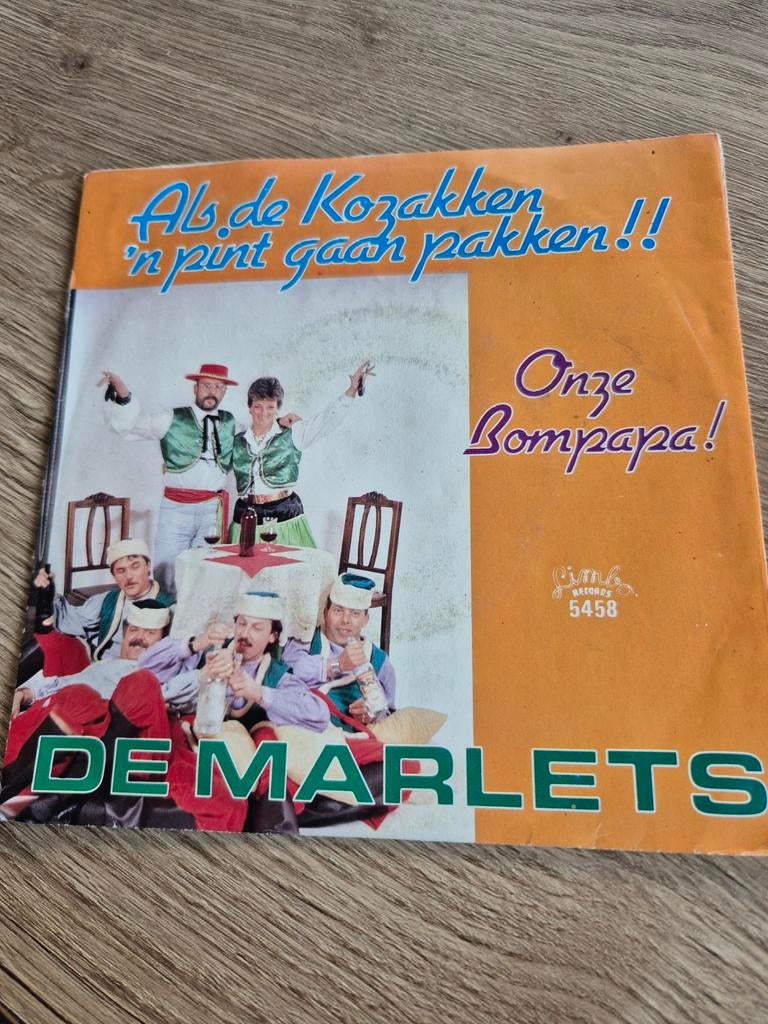 Als de Kozakken
'n pint gaan pakken!!
Onze
Bompapa!
Limbo
RECORDS
5458
DE MARLETS